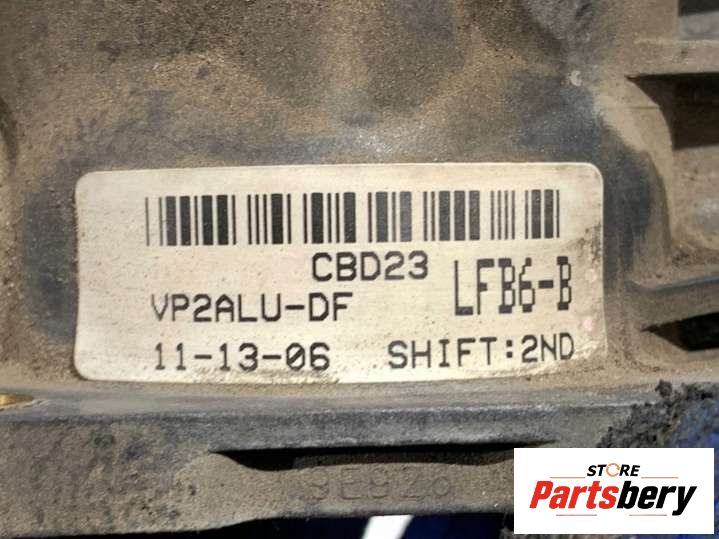 CBD23
VP2ALU-DF LFB6-B
11-13-06 SHIFT:2ND
STORE
Partsbery